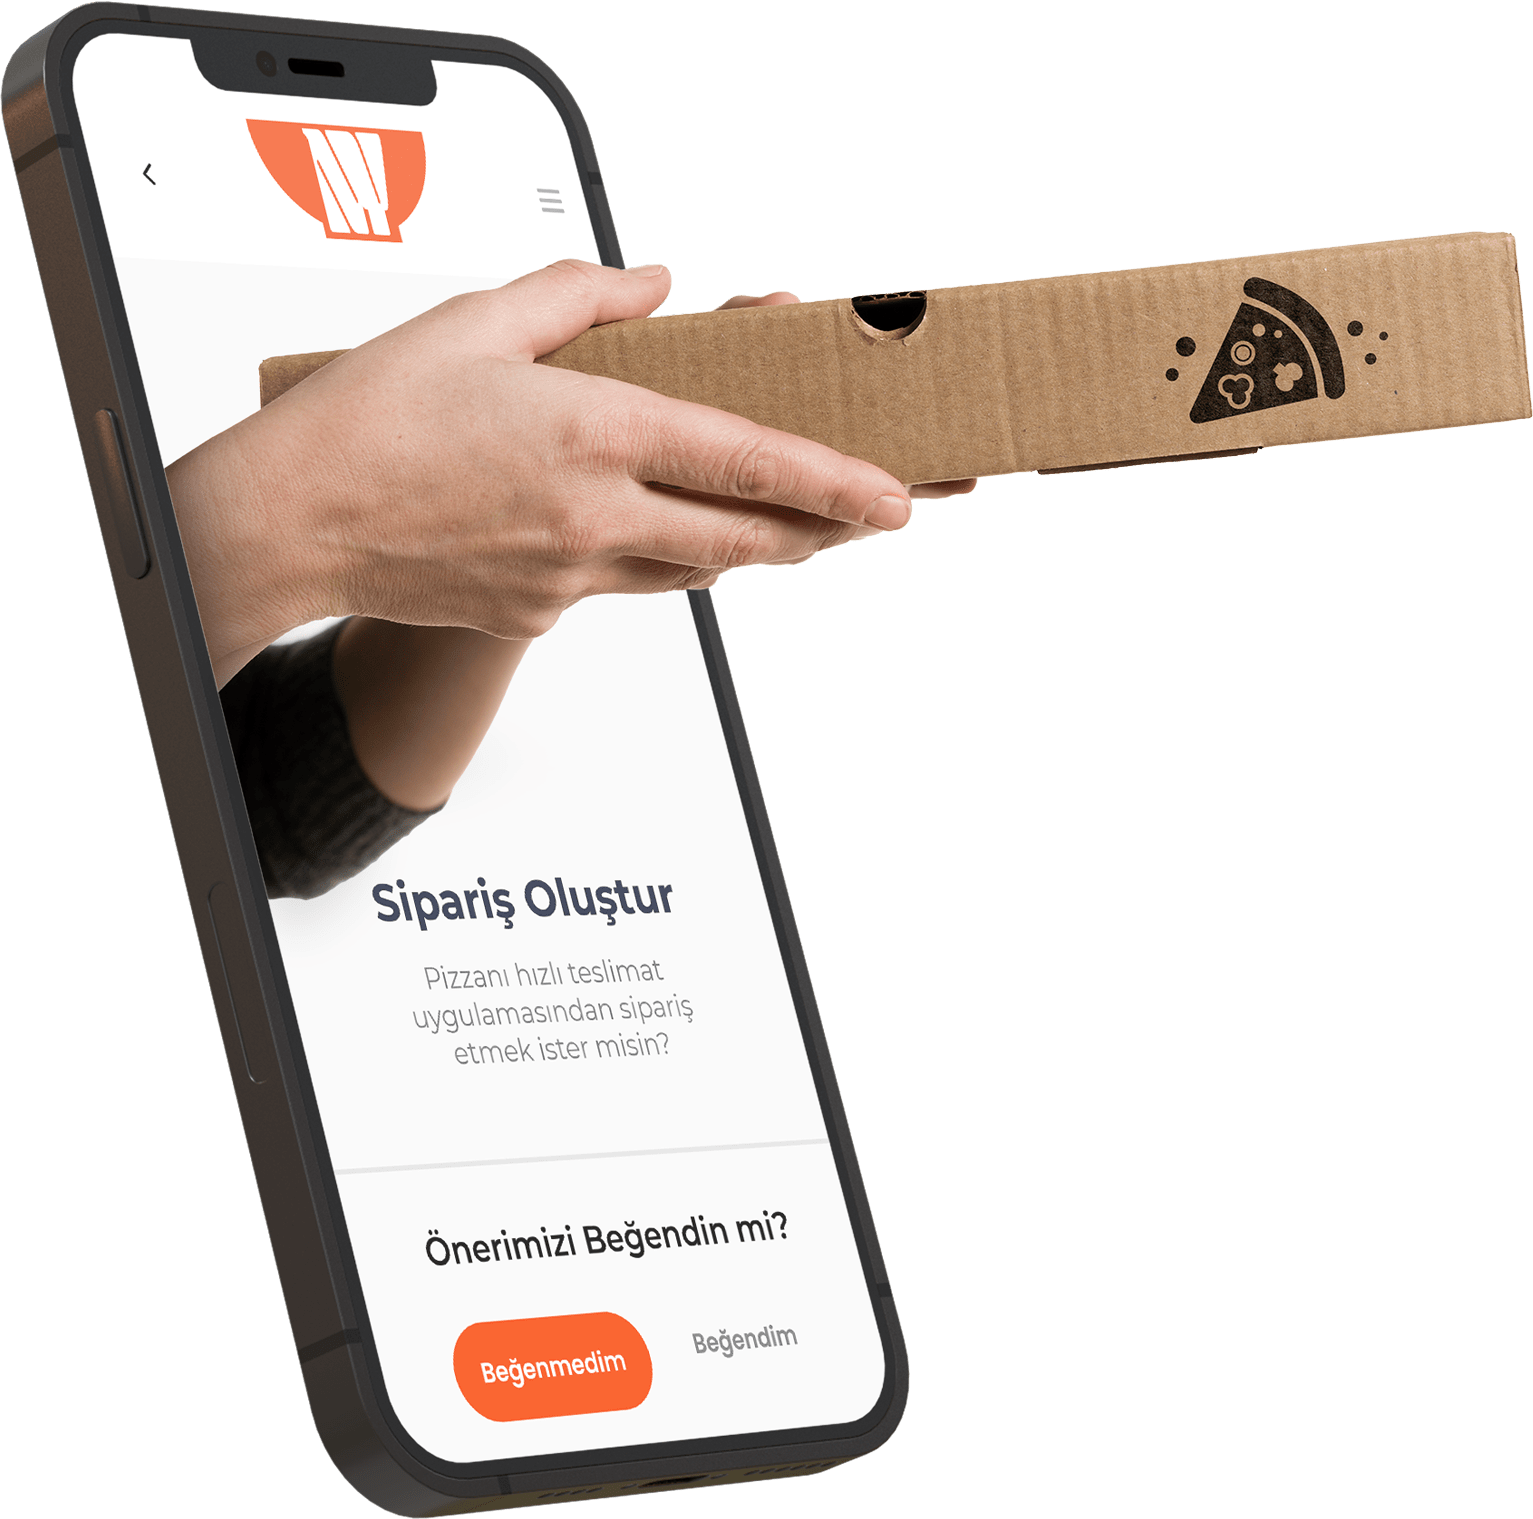 Sipariş Oluştur
Pizzanı hızlı teslimat
uygulamasından sipariş
etmek ister misin?
Önerimizi Beğendin mi?
Beğenmedim
Beğendim